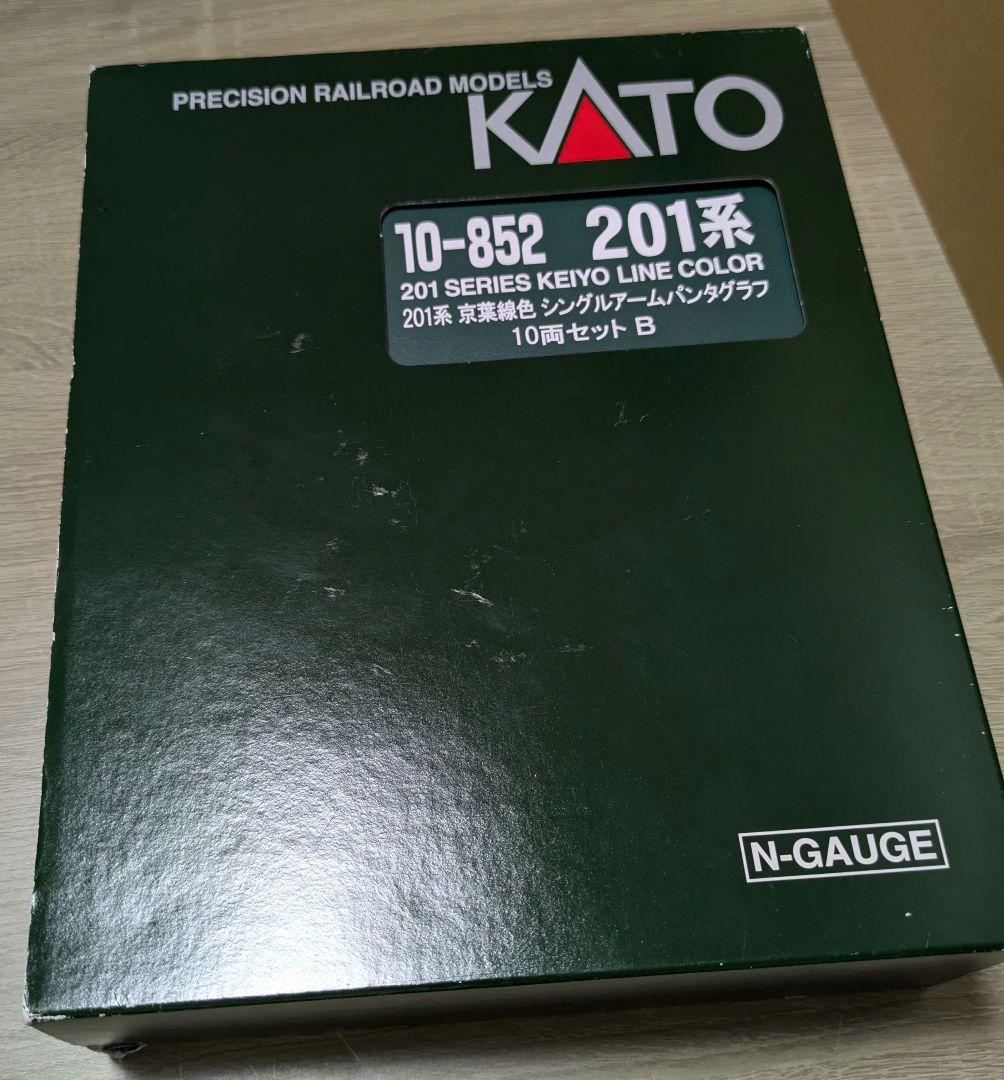 PRECISION RAILROAD MODELS
KATO
10-852 201系
201 SERIES KEIYO LINE COLOR
201系 京葉線色 シングルアームパンタグラフ
10両セット B
N-GAUGE